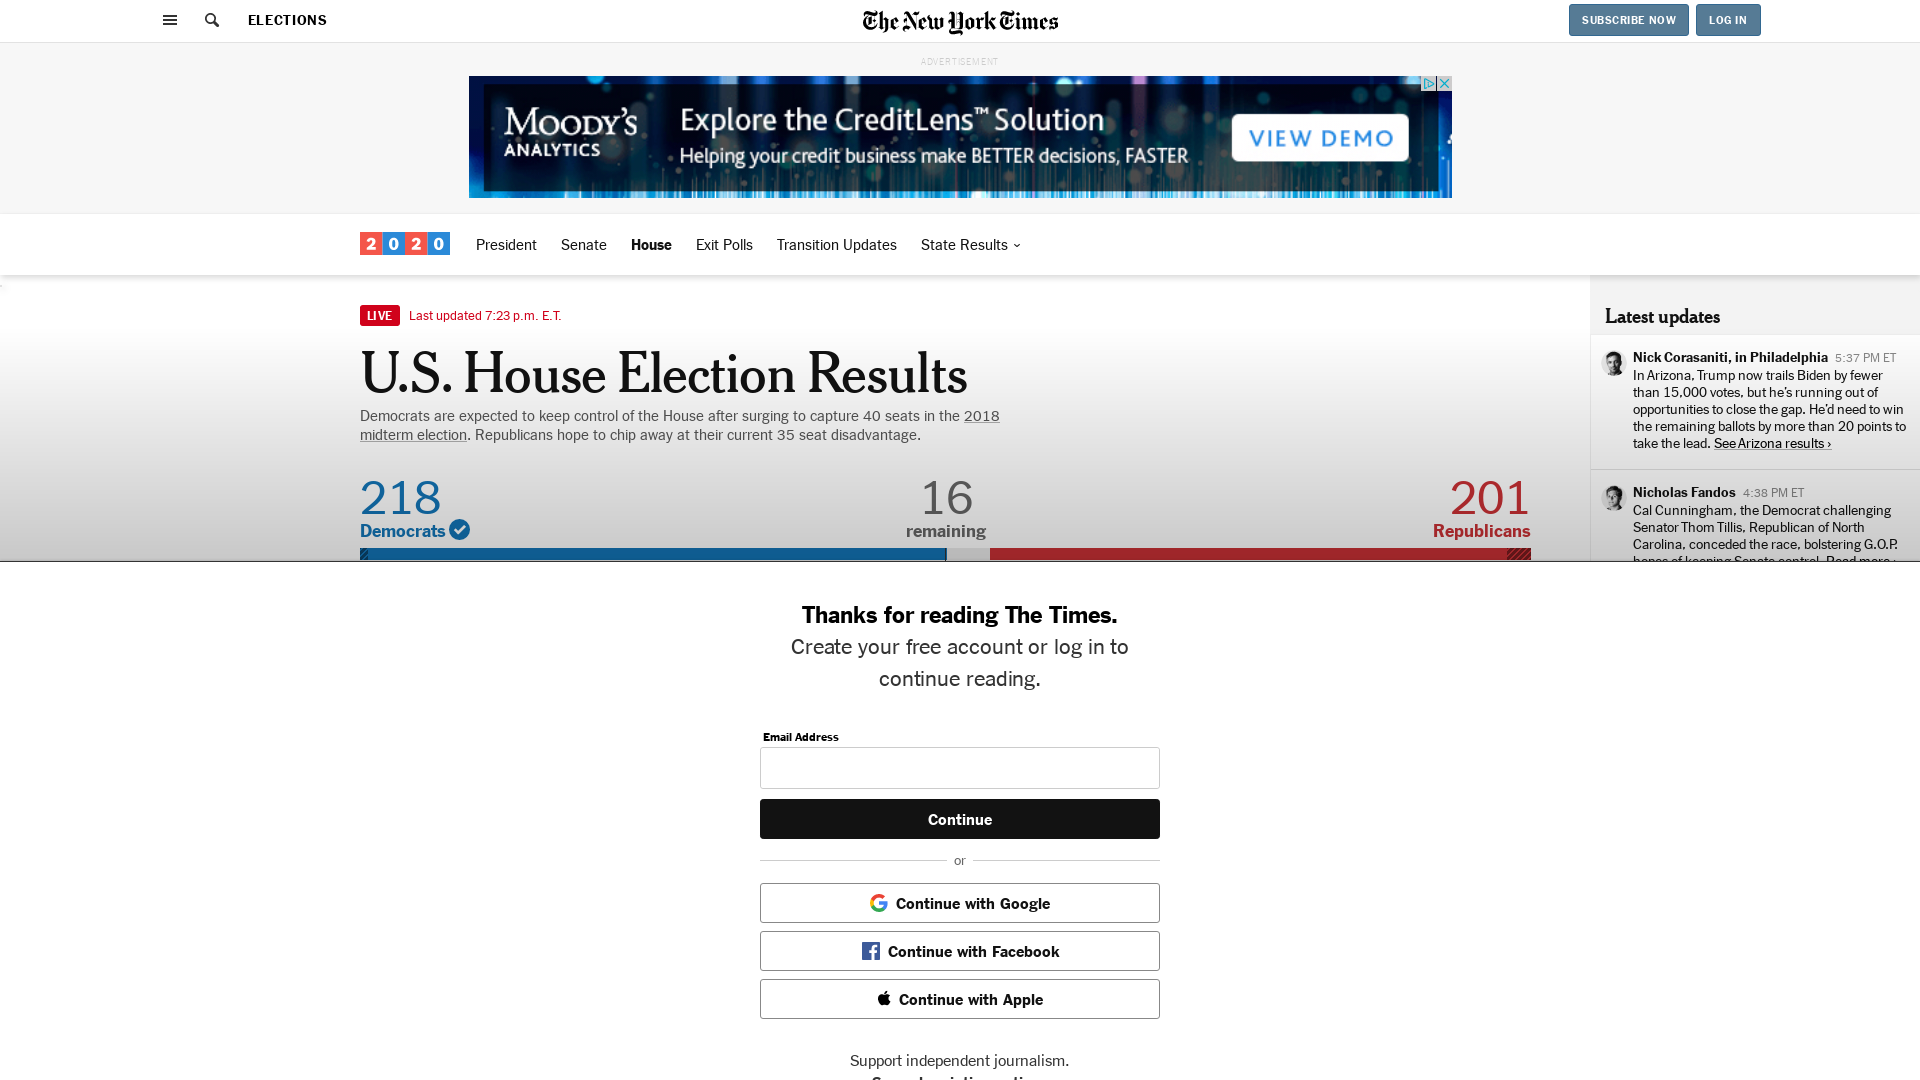 ELECTIONS
The New York Times
SUBSCRIBE NOW
LOG IN
ADVERTISEMENT
MOODY'S
ANALYTICS
Explore the CreditLens™ Solution
Helping your credit business make BETTER decisions, FASTER
VIEW DEMO
2020
President
Senate
House
Exit Polls
Transition Updates
State Results
LIVE
Last updated 7:23 p.m. E.T.
U.S. House Election Results
Democrats are expected to keep control of the House after surging to capture 40 seats in the 2018
midterm election. Republicans hope to chip away at their current 35 seat disadvantage.
218
Democrats
16
remaining
201
Republicans
Latest updates
Nick Corasaniti, in Philadelphia 5:37 PM ET
In Arizona, Trump now trails Biden by fewer
than 15,000 votes, but he's running out of
opportunities to close the gap. He'd need to win
the remaining ballots by more than 20 points to
take the lead. See Arizona results ›
Nicholas Fandos 4:38 PM ET
Cal Cunningham, the Democrat challenging
Senator Thom Tillis, Republican of North
Carolina, conceded the race, bolstering G.O.P.
hopes of keeping Senate control. Read more ›
Thanks for reading The Times.
Create your free account or log in to
continue reading.
Email Address
Continue
or
Continue with Google
Continue with Facebook
Continue with Apple
Support independent journalism.